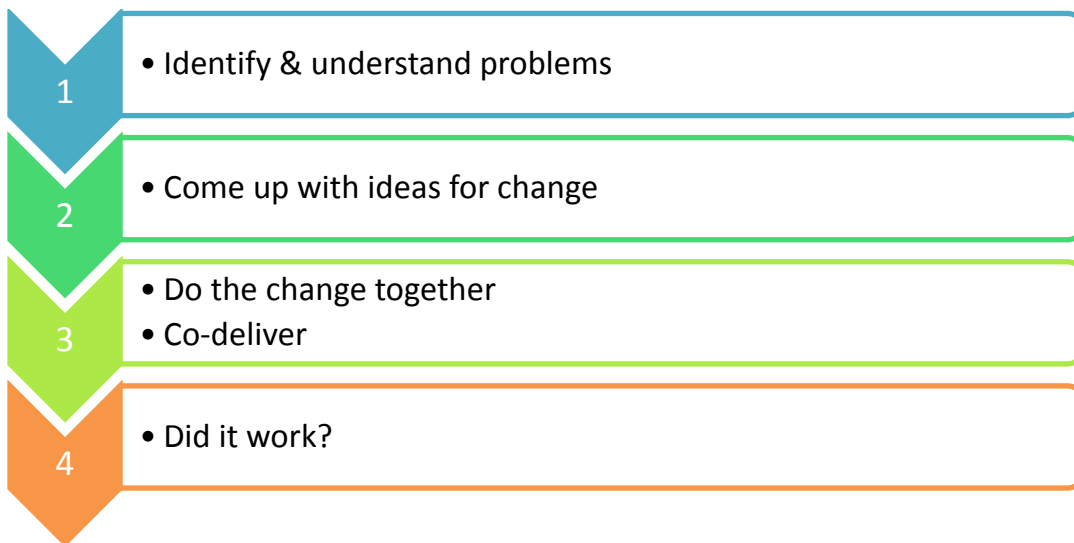 1
• Identify & understand problems
2
• Come up with ideas for change
3
• Do the change together
• Co-deliver
4
• Did it work?